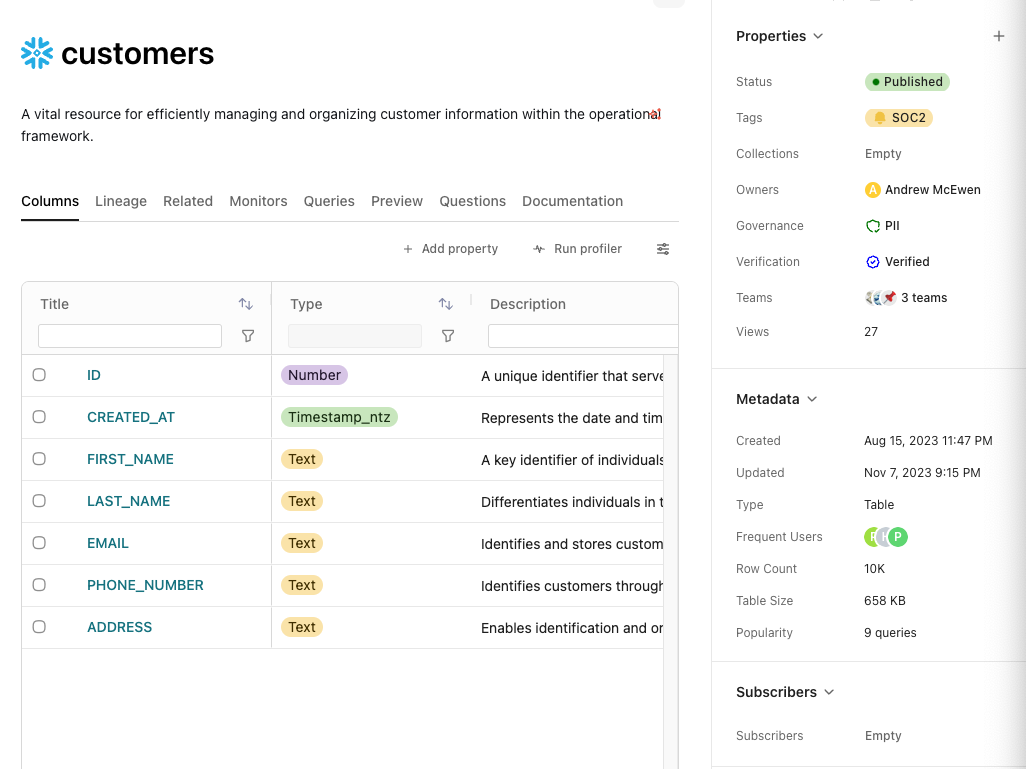 customers
A vital resource for efficiently managing and organizing customer information within the operational
framework.
Columns Lineage Related Monitors Queries Preview Questions Documentation
+ Add property Run profiler
Title Type Description
ID Number A unique identifier that serve
CREATED_AT Timestamp_ntz Represents the date and tim
FIRST_NAME Text A key identifier of individuals
LAST_NAME Text Differentiates individuals in t
EMAIL Text Identifies and stores custom
PHONE_NUMBER Text Identifies customers through
ADDRESS Text Enables identification and or
Properties +
Status Published
Tags SOC2
Collections Empty
Owners A Andrew McEwen
Governance PII
Verification Verified
Teams 3 teams
Views 27
Metadata
Created Aug 15, 2023 11:47 PM
Updated Nov 7, 2023 9:15 PM
Type Table
Frequent Users P
Row Count 10K
Table Size 658 KB
Popularity 9 queries
Subscribers
Subscribers Empty